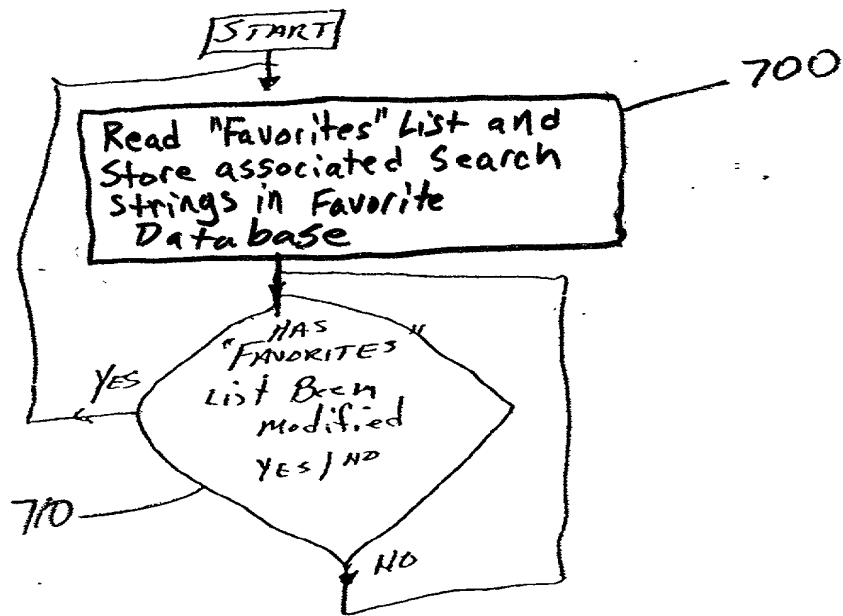 START
700
Read "Favorites" List and
Store associated Search
Strings in Favorite
Database
HAS
"FAVORITES"
List Been
modified
YES/NO
YES
710
NO